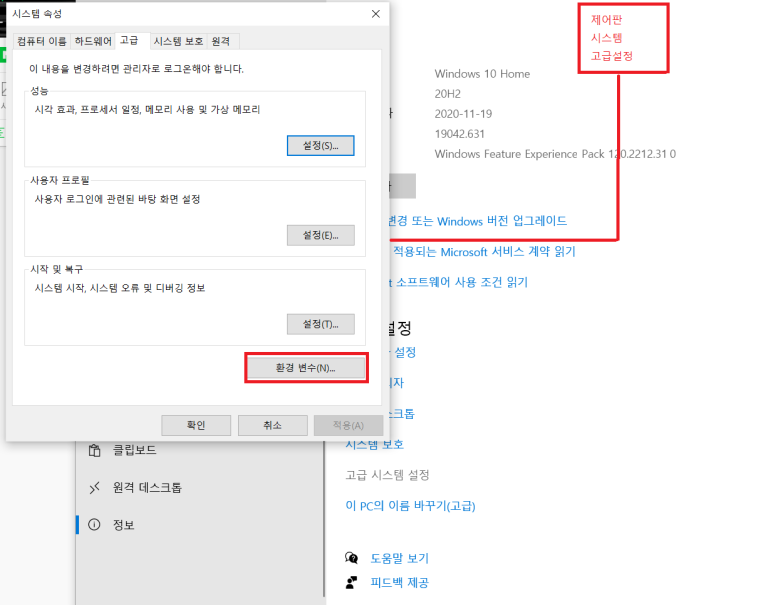 시스템 속성
컴퓨터 이름
하드웨어
고급
시스템 보호
원격
이 내용을 변경하려면 관리자로 로그온해야 합니다.
성능
시각 효과, 프로세서 일정, 메모리 사용 및 가상 메모리
설정(S)...
사용자 프로필
사용자 로그인에 관련된 바탕 화면 설정
설정(E)...
시작 및 복구
시스템 시작, 시스템 오류 및 디버깅 정보
설정(T)...
환경 변수(N)...
확인
취소
적용(A)
제어판
시스템
고급설정
Windows 10 Home
20H2
2020-11-19
19042.631
Windows Feature Experience Pack 120.2212.31 0
변경 또는 Windows 버전 업그레이드
적용되는 Microsoft 서비스 계약 읽기
소프트웨어 사용 조건 읽기
설정
설정
시스템 보호
고급 시스템 설정
이 PC의 이름 바꾸기(고급)
도움말 보기
피드백 제공
클립보드
원격 데스크톱
정보